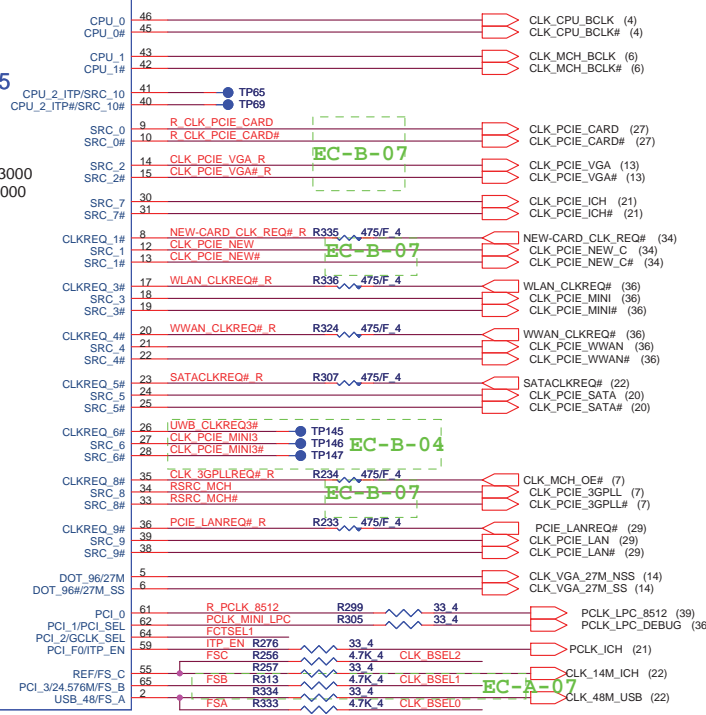 CPU_0 46 CLK_CPU_BCLK (4)
CPU_0# 45 CLK_CPU_BCLK# (4)
CPU_1 43 CLK_MCH_BCLK (6)
CPU_1# 42 CLK_MCH_BCLK# (6)
5
CPU_2_ITP/SRC_10 41 TP65
CPU_2_ITP#/SRC_10# 40 TP69
SRC_0 9 R_CLK_PCIE_CARD CLK_PCIE_CARD (27)
SRC_0# 10 R_CLK_PCIE_CARD# CLK_PCIE_CARD# (27)
EC-B-07
SRC_2 14 CLK_PCIE_VGA_R CLK_PCIE_VGA (13)
SRC_2# 15 CLK_PCIE_VGA#_R CLK_PCIE_VGA# (13)
3000
000
SRC_7 30 CLK_PCIE_ICH (21)
SRC_7# 31 CLK_PCIE_ICH# (21)
CLKREQ_1# 8 NEW-CARD_CLK_REQ#_R R335 475/F_4 NEW-CARD_CLK_REQ# (34)
SRC_1 12 CLK_PCIE_NEW EC-B-07 CLK_PCIE_NEW_C (34)
SRC_1# 13 CLK_PCIE_NEW# CLK_PCIE_NEW_C# (34)
CLKREQ_3# 17 WLAN_CLKREQ#_R R336 475/F_4 WLAN_CLKREQ# (36)
SRC_3 18 CLK_PCIE_MINI (36)
SRC_3# 19 CLK_PCIE_MINI# (36)
CLKREQ_4# 20 WWAN_CLKREQ#_R R324 475/F_4 WWAN_CLKREQ# (36)
SRC_4 21 CLK_PCIE_WWAN (36)
SRC_4# 22 CLK_PCIE_WWAN# (36)
CLKREQ_5# 23 SATACLKREQ#_R R307 475/F_4 SATACLKREQ# (22)
SRC_5 24 CLK_PCIE_SATA (20)
SRC_5# 25 CLK_PCIE_SATA# (20)
CLKREQ_6# 26 UWB_CLKREQ3# TP145
SRC_6 27 CLK_PCIE_MINI3 TP146 EC-B-04
SRC_6# 28 CLK_PCIE_MINI3# TP147
CLKREQ_8# 35 CLK_3GPLLREQ#_R R234 475/F_4 CLK_MCH_OE# (7)
SRC_8 34 RSRC_MCH EC-B-07 CLK_PCIE_3GPLL (7)
SRC_8# 33 RSRC_MCH# CLK_PCIE_3GPLL# (7)
CLKREQ_9# 36 PCIE_LANREQ#_R R233 475/F_4 PCIE_LANREQ# (29)
SRC_9 39 CLK_PCIE_LAN (29)
SRC_9# 38 CLK_PCIE_LAN# (29)
DOT_96/27M 5 CLK_VGA_27M_NSS (14)
DOT_96#/27M_SS 6 CLK_VGA_27M_SS (14)
PCI_0 61 R_PCLK_8512 R299 33_4 PCLK_LPC_8512 (39)
PCI_1/PCI_SEL 62 PCLK_MINI_LPC R305 33_4 PCLK_LPC_DEBUG (36
PCI_2/GCLK_SEL 64 FCTSEL1
PCI_F0/ITP_EN 59 ITP_EN R276 33_4 PCLK_ICH (21)
FSC R256 4.7K_4 CLK_BSEL2
REF/FS_C 55 R257 33_4 CLK_14M_ICH (22)
PCI_3/24.576M/FS_B 65 FSB R313 4.7K_4 CLK_BSEL1 EC-A-07
USB_48/FS_A 2 R334 33_4 CLK_48M_USB (22)
FSA R333 4.7K_4 CLK_BSEL0